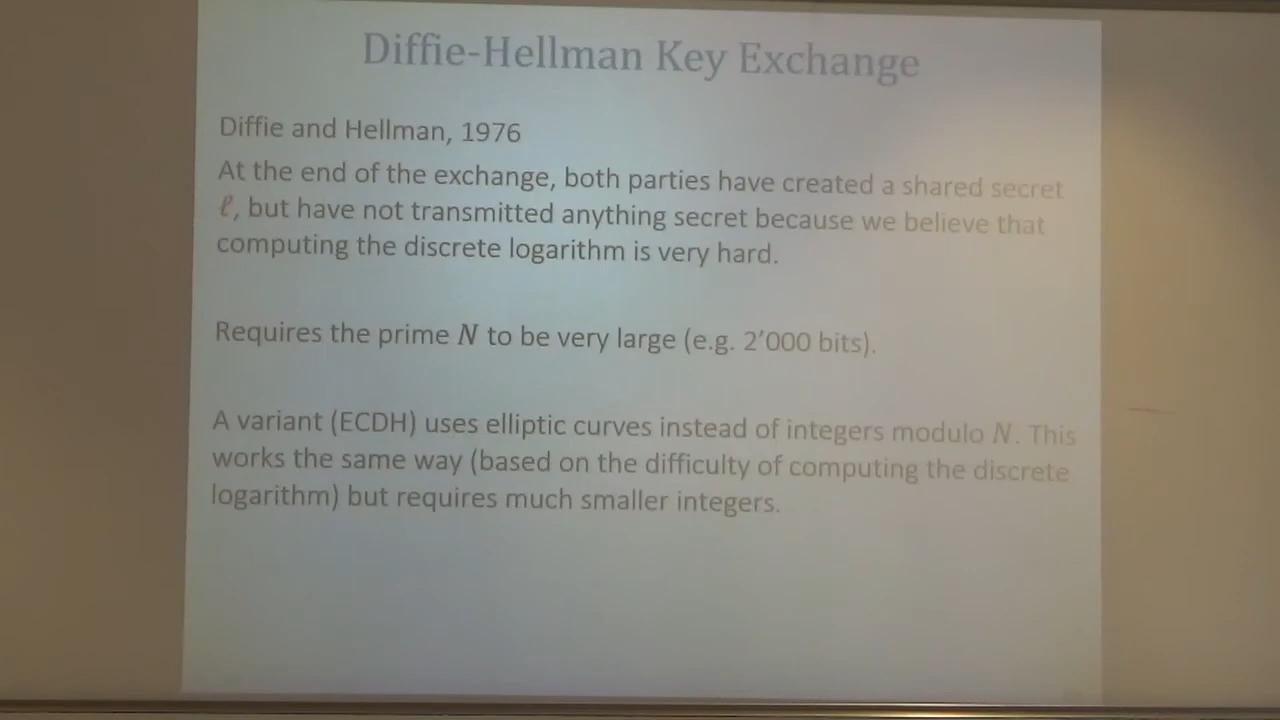 Diffie-Hellman Key Exchange
Diffie and Hellman, 1976
At the end of the exchange, both parties have created a shared secret
ℓ, but have not transmitted anything secret because we believe that
computing the discrete logarithm is very hard.
Requires the prime N to be very large (e.g. 2’000 bits).
A variant (ECDH) uses elliptic curves instead of integers modulo N. This
works the same way (based on the difficulty of computing the discrete
logarithm) but requires much smaller integers.